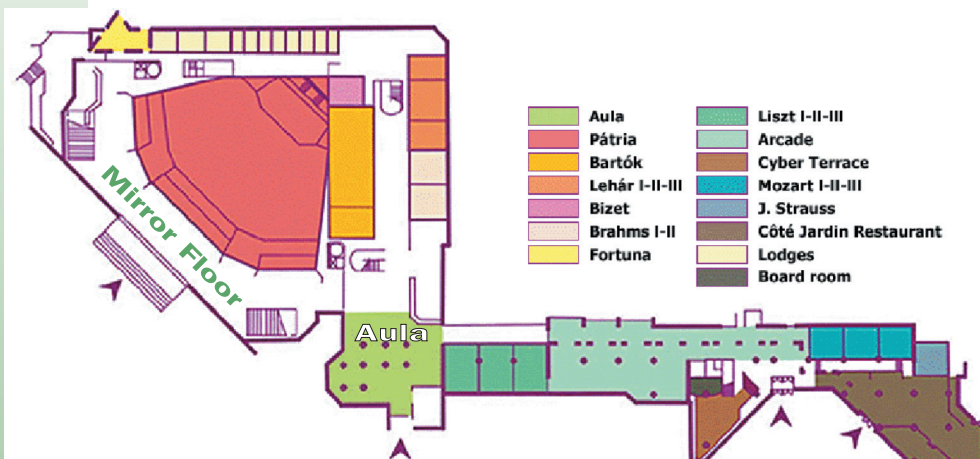 Mirror Floor
Aula
Aula
Pátria
Bartók
Lehár I-II-III
Bizet
Brahms I-II
Fortuna
Liszt I-II-III
Arcade
Cyber Terrace
Mozart I-II-III
J. Strauss
Côté Jardin Restaurant
Lodges
Board room